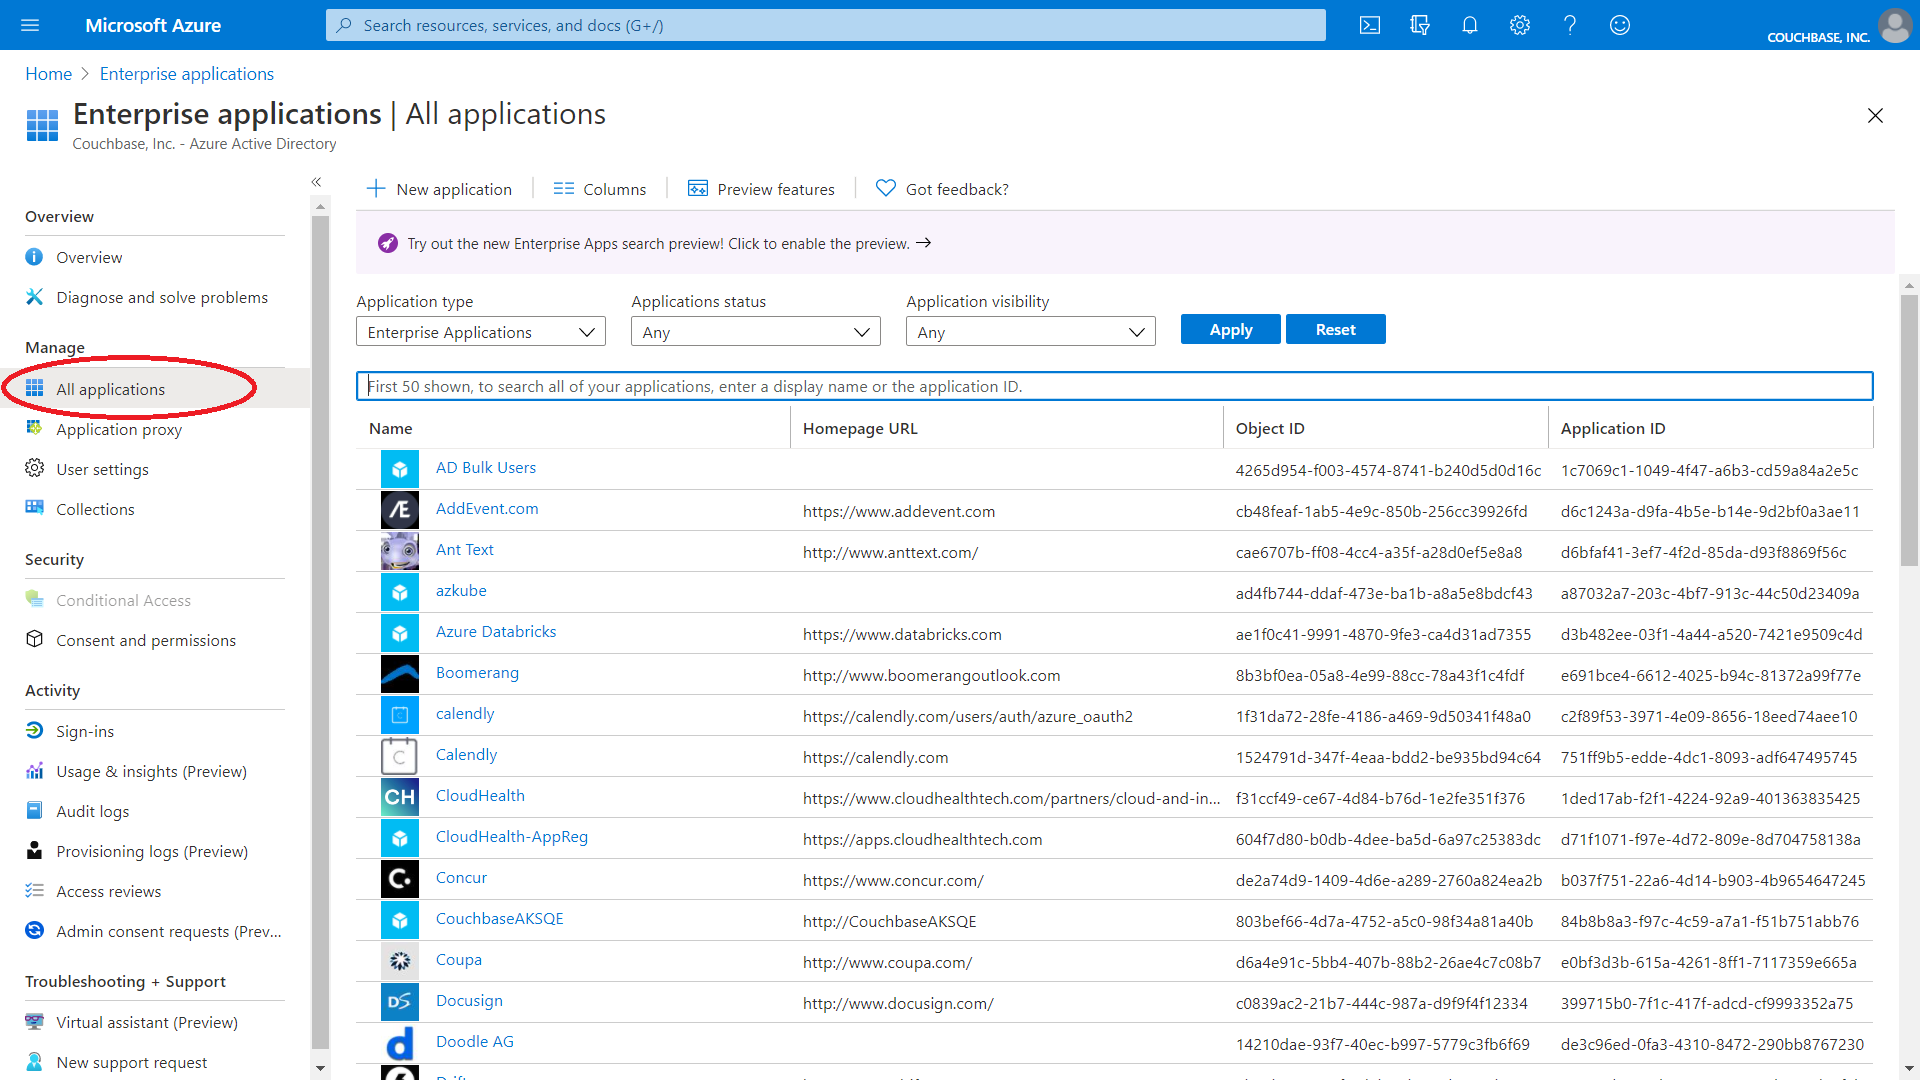 Microsoft Azure
Search resources, services, and docs (G+/)
COUCHBASE, INC.
Home > Enterprise applications
Enterprise applications | All applications
Couchbase, Inc. - Azure Active Directory
«
New application
Columns
Preview features
Got feedback?
Try out the new Enterprise Apps search preview! Click to enable the preview. →
Overview
Overview
Diagnose and solve problems
Manage
All applications
Application proxy
User settings
Collections
Security
Conditional Access
Consent and permissions
Activity
Sign-ins
Usage & insights (Preview)
Audit logs
Provisioning logs (Preview)
Access reviews
Admin consent requests (Prev...
Troubleshooting + Support
Virtual assistant (Preview)
New support request
Application type
Applications status
Application visibility
Enterprise Applications
Any
Any
Apply
Reset
First 50 shown, to search all of your applications, enter a display name or the application ID.
Name Homepage URL Object ID Application ID
AD Bulk Users 4265d954-f003-4574-8741-b240d5d0d16c 1c7069c1-1049-4f47-a6b3-cd59a84a2e5c
Æ AddEvent.com https://www.addevent.com cb48feaf-1ab5-4e9c-850b-256cc39926fd d6c1243a-d9fa-4b5e-b14e-9d2bf0a3ae11
Ant Text http://www.anttext.com/ cae6707b-ff08-4cc4-a35f-a28d0ef5e8a8 d6bfaf41-3ef7-4f2d-85da-d93f8869f56c
azkube ad4fb744-ddaf-473e-ba1b-a8a5e8bdcf43 a87032a7-203c-4bf7-913c-44c50d23409a
Azure Databricks https://www.databricks.com ae1f0c41-9991-4870-9fe3-ca4d31ad7355 d3b482ee-03f1-4a44-a520-7421e9509c4d
Boomerang http://www.boomerangoutlook.com 8b3bf0ea-05a8-4e99-88cc-78a43f1c4fdf e691bce4-6612-4025-b94c-81372a99f77e
calendly https://calendly.com/users/auth/azure_oauth2 1f31da72-28fe-4186-a469-9d50341f48a0 c2f89f53-3971-4e09-8656-18eed74aee10
C Calendly https://calendly.com 1524791d-347f-4eaa-bdd2-be935bd94c64 751ff9b5-edde-4dc1-8093-adf647495745
CH CloudHealth https://www.cloudhealthtech.com/partners/cloud-and-in... f31ccf49-ce67-4d84-b76d-1e2fe351f376 1ded17ab-f2f1-4224-92a9-401363835425
CloudHealth-AppReg https://apps.cloudhealthtech.com 604f7d80-b0db-4dee-ba5d-6a97c25383dc d71f1071-f97e-4d72-809e-8d704758138a
C. Concur https://www.concur.com/ de2a74d9-1409-4d6e-a289-2760a824ea2b b037f751-22a6-4d14-b903-4b9654647245
CouchbaseAKSQE http://CouchbaseAKSQE 803bef66-4d7a-4752-a5c0-98f34a81a40b 84b8b8a3-f97c-4c59-a7a1-f51b751abb76
Coupa http://www.coupa.com/ d6a4e91c-5bb4-407b-88b2-26ae4c7c08b7 e0bf3d3b-615a-4261-8ff1-7117359e665a
DS Docusign http://www.docusign.com/ c0839ac2-21b7-444c-987a-d9f9f4f12334 399715b0-7f1c-417f-adcd-cf9993352a75
d Doodle AG 14210dae-93f7-40ec-b997-5779c3fb6f69 de3c96ed-0fa3-4310-8472-290bb8767230